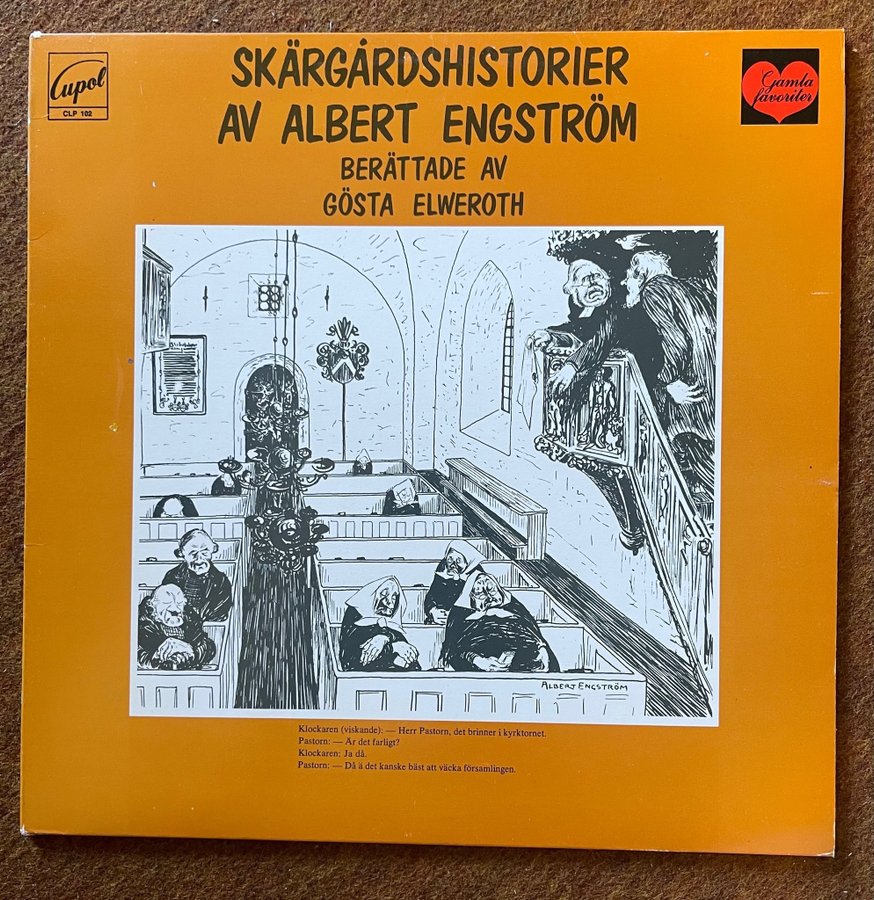 Cupol
CLP 102
SKÄRGÅRDSHISTORIER
AV ALBERT ENGSTRÖM
BERÄTTADE AV
GÖSTA ELWEROTH
Gamla
favoriter
ALBERT ENGSTRÖM
Klockaren (viskande): — Herr Pastorn, det brinner i kyrktornet.
Pastorn: — Är det farligt?
Klockaren: Ja då.
Pastorn: — Då ä det kanske bäst att väcka församlingen.